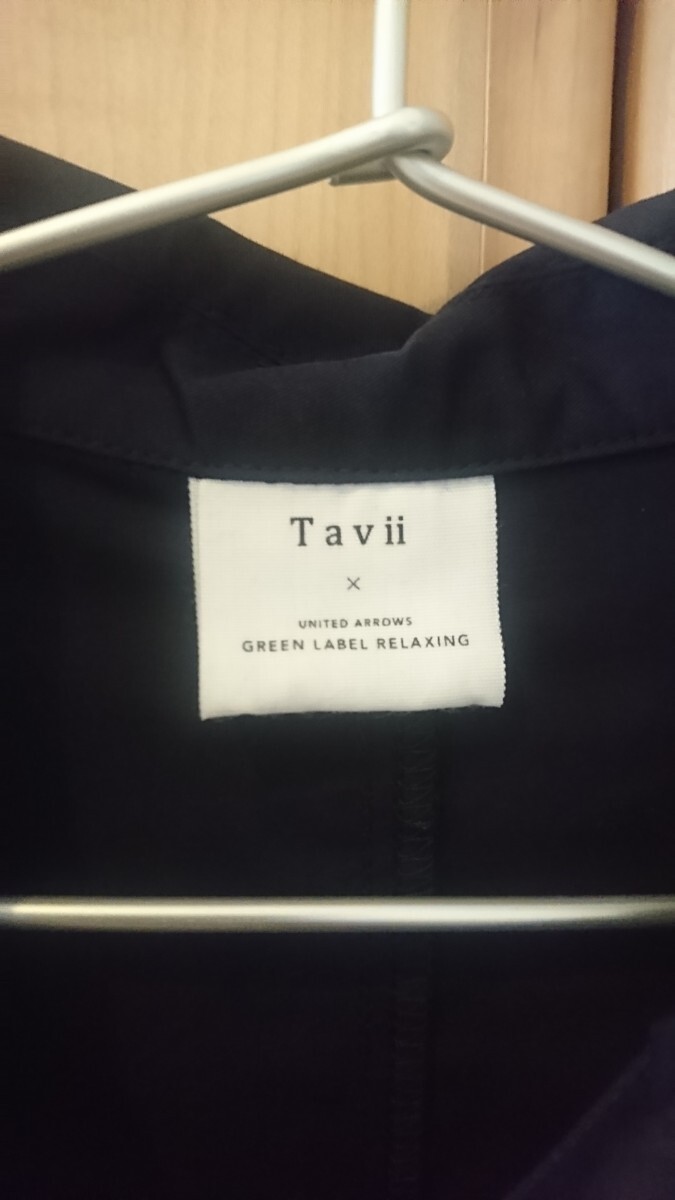 Tavii
×
UNITED ARROWS
GREEN LABEL RELAXING